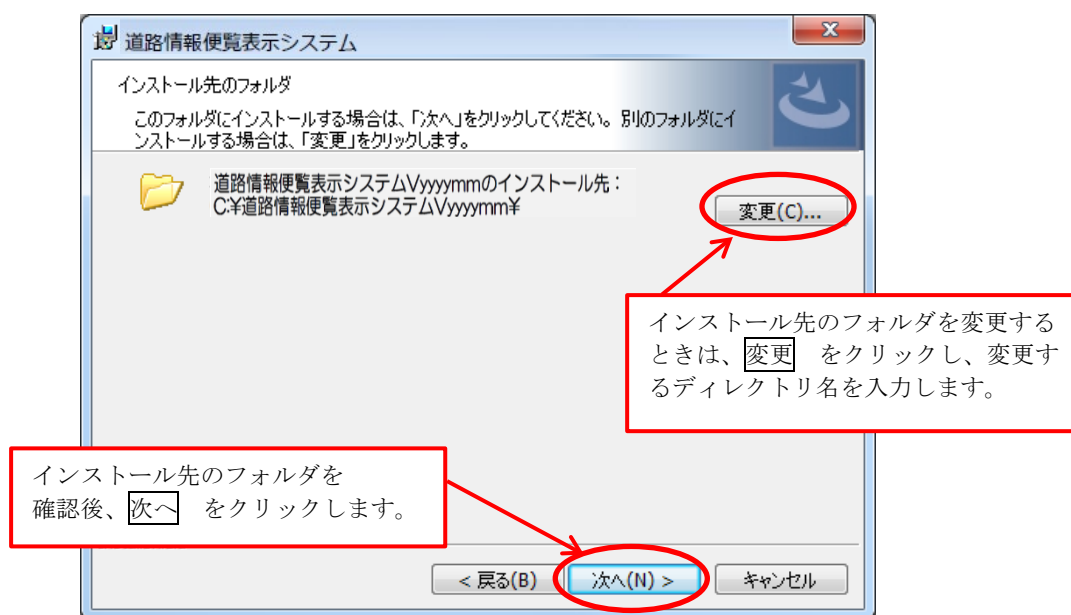 道路情報便覧表示システム
インストール先のフォルダ
このフォルダにインストールする場合は、「次へ」をクリックしてください。別のフォルダにイ
ンストールする場合は、「変更」をクリックします。
道路情報便覧表示システムVyyyymmのインストール先：
C:¥道路情報便覧表示システムVyyyymm¥
変更(C)...
インストール先のフォルダを変更する
ときは、変更　をクリックし、変更す
るディレクトリ名を入力します。
インストール先のフォルダを
確認後、次へ　をクリックします。
< 戻る(B)
次へ(N) >
キャンセル